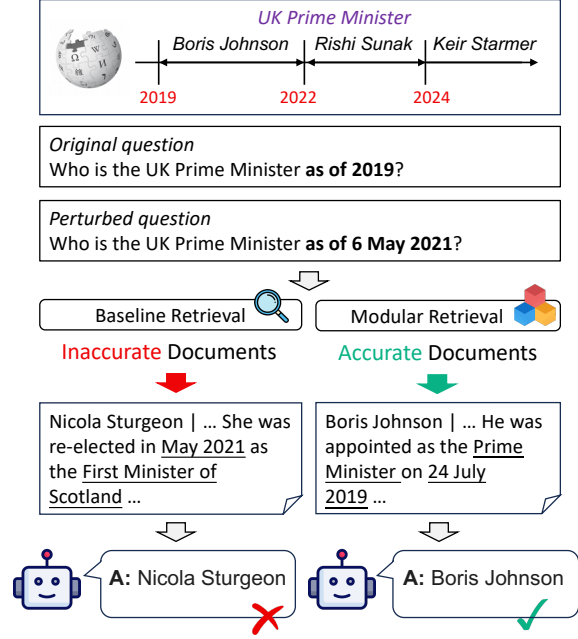 UK Prime Minister
Boris Johnson Rishi Sunak Keir Starmer
2019 2022 2024
Original question
Who is the UK Prime Minister as of 2019?
Perturbed question
Who is the UK Prime Minister as of 6 May 2021?
Baseline Retrieval
Modular Retrieval
Inaccurate Documents
Accurate Documents
Nicola Sturgeon | ... She was
re-elected in May 2021 as
the First Minister of
Scotland ...
Boris Johnson | ... He was
appointed as the Prime
Minister on 24 July
2019 ...
A: Nicola Sturgeon
A: Boris Johnson